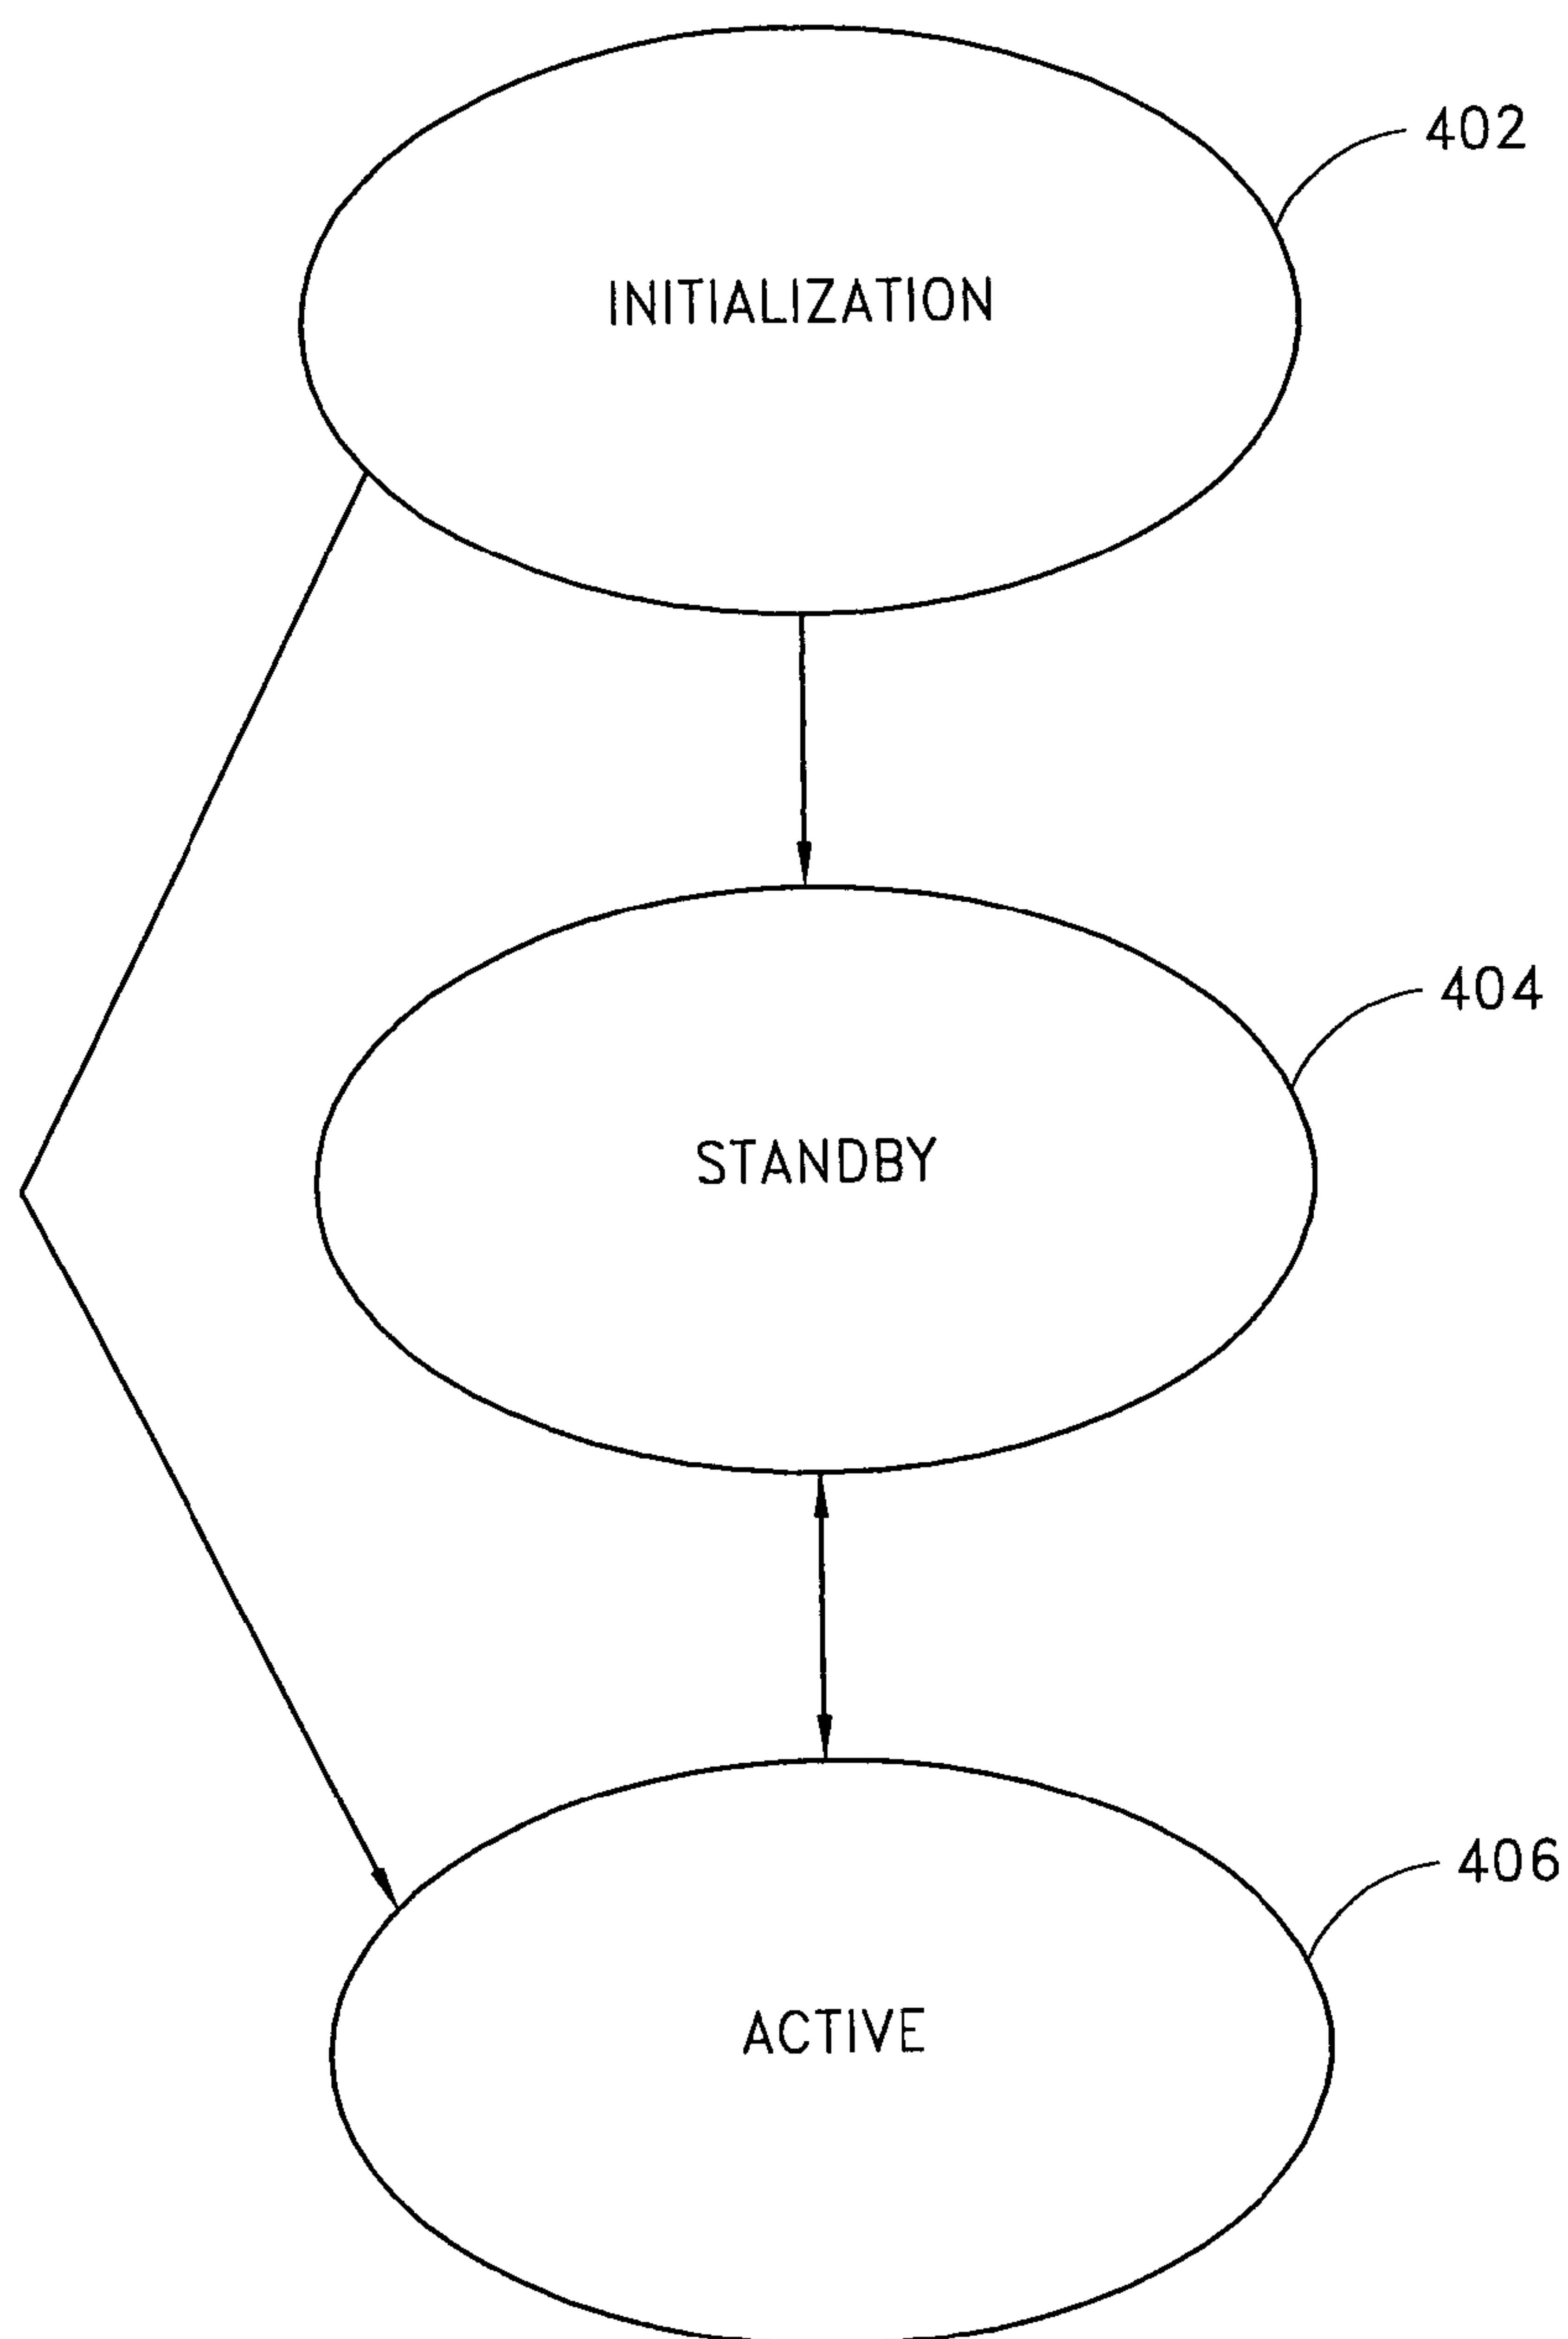 402
INITIALIZATION
404
STANDBY
406
ACTIVE